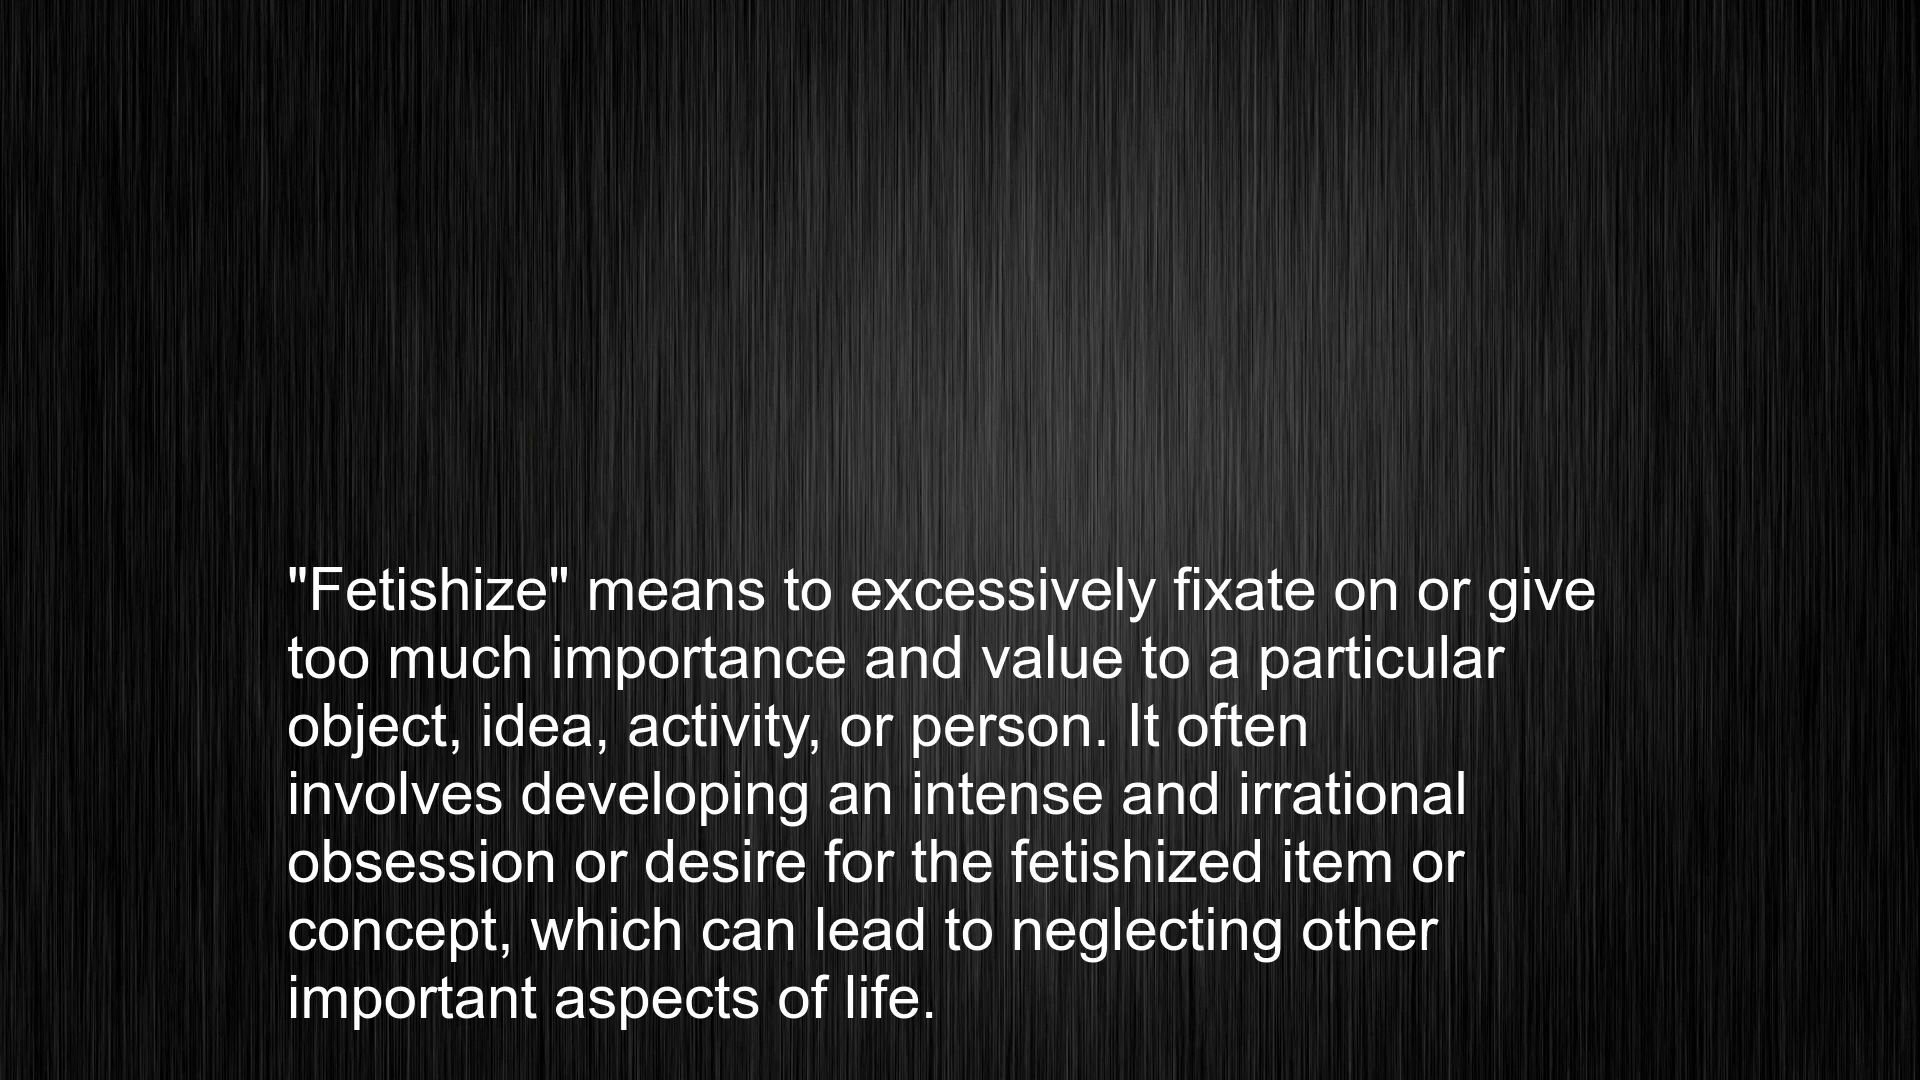 "Fetishize" means to excessively fixate on or give
too much importance and value to a particular
object, idea, activity, or person. It often
involves developing an intense and irrational
obsession or desire for the fetishized item or
concept, which can lead to neglecting other
important aspects of life.